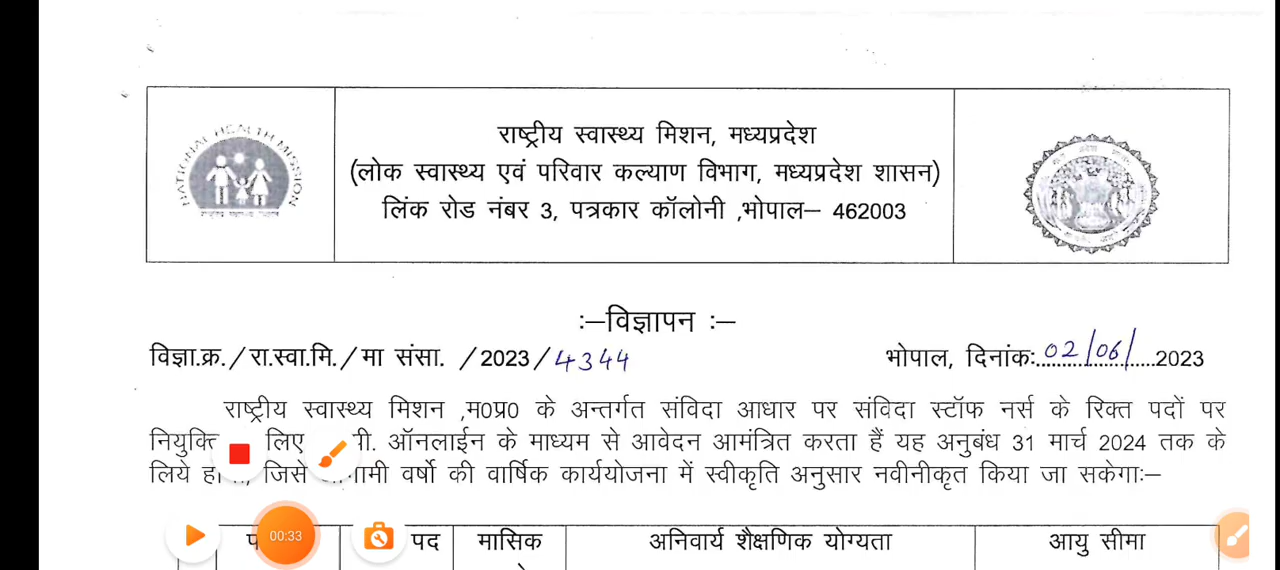 NATIONAL HEALTH MISSION
राष्ट्रीय स्वास्थ्य मिशन, मध्यप्रदेश
(लोक स्वास्थ्य एवं परिवार कल्याण विभाग, मध्यप्रदेश शासन)
लिंक रोड नंबर 3, पत्रकार कॉलोनी ,भोपाल– 462003
:–विज्ञापन :–
विज्ञा.क्र./रा.स्वा.मि./मा संसा. /2023/4344 भोपाल, दिनांक:02/06/2023
राष्ट्रीय स्वास्थ्य मिशन ,म0प्र0 के अन्तर्गत संविदा आधार पर संविदा स्टॉफ नर्स के रिक्त पदों पर
नियुक्ति लिए ऑनलाईन के माध्यम से आवेदन आमंत्रित करता हैं यह अनुबंध 31 मार्च 2024 तक के
लिये जिसे वर्षो की वार्षिक कार्ययोजना में स्वीकृति अनुसार नवीनीकृत किया जा सकेगाः–
पद मासिक अनिवार्य शैक्षणिक योग्यता आयु सीमा
00:33